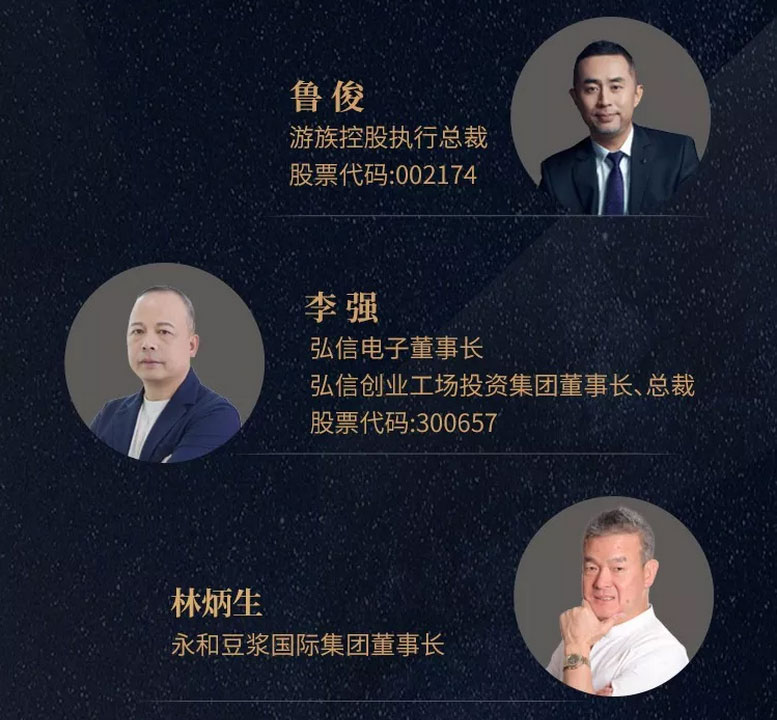 鲁俊
游族控股执行总裁
股票代码:002174
李强
弘信电子董事长
弘信创业工场投资集团董事长、总裁
股票代码:300657
林炳生
永和豆浆国际集团董事长